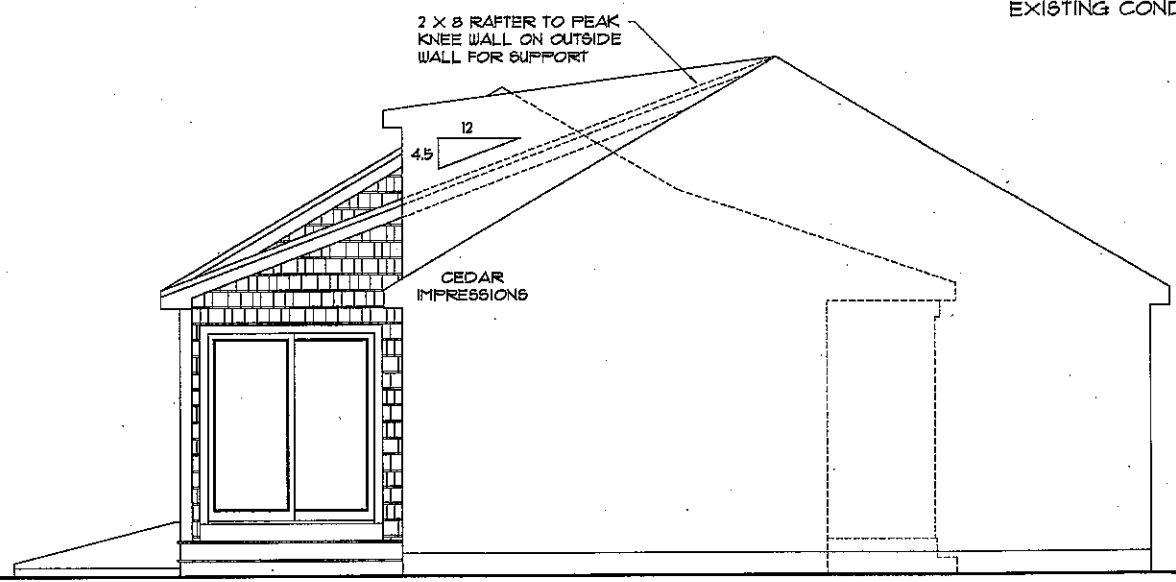 EXISTING COND
2 X 8 RAFTER TO PEAK
KNEE WALL ON OUTSIDE
WALL FOR SUPPORT
12
4.5
CEDAR
IMPRESSIONS